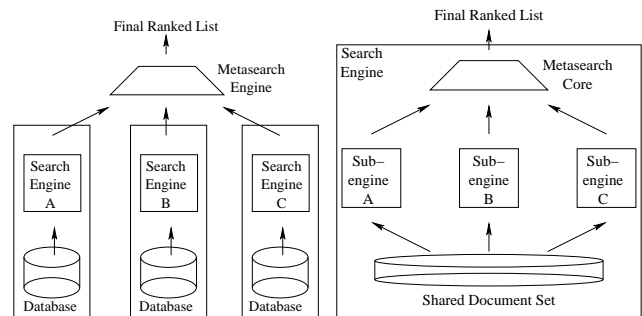 Final Ranked List
Metasearch
Engine
Search
Engine
A
Search
Engine
B
Search
Engine
C
Database
Database
Database
Final Ranked List
Search
Engine
Metasearch
Core
Sub-
engine
A
Sub-
engine
B
Sub-
engine
C
Shared Document Set